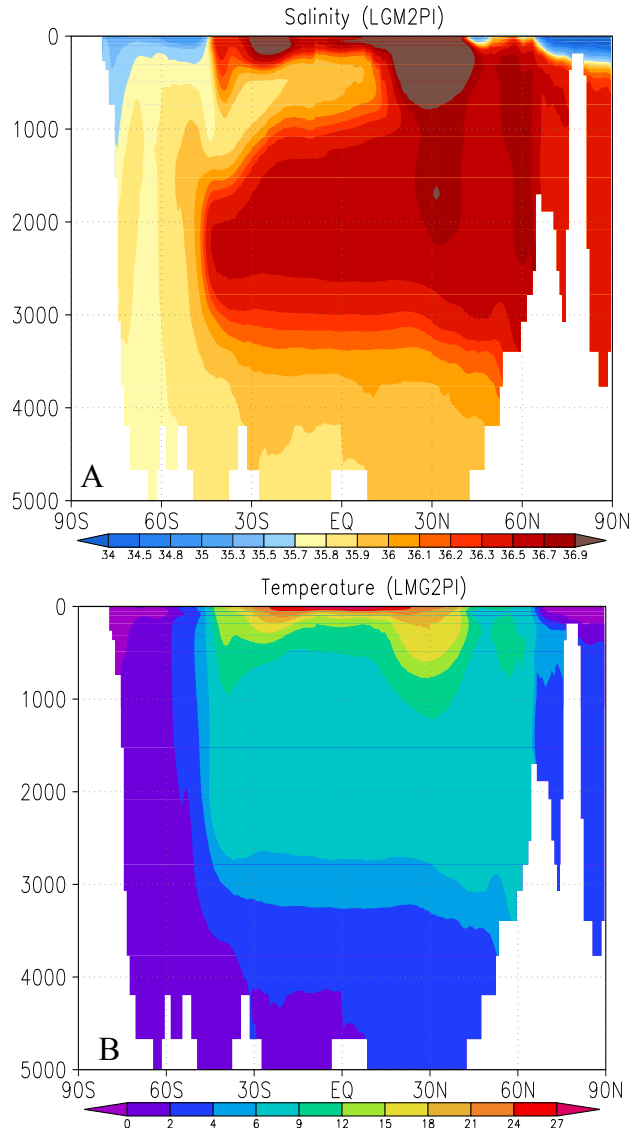 Salinity (LGM2PI)
0
1000
2000
3000
4000
5000
A
90S 60S 30S EQ 30N 60N 90N
34 34.5 34.8 35 35.3 35.5 35.7 35.8 35.9 36 36.1 36.2 36.3 36.5 36.7 36.9
Temperature (LMG2PI)
0
1000
2000
3000
4000
5000
B
90S 60S 30S EQ 30N 60N 90N
0 2 4 6 9 12 15 18 21 24 27